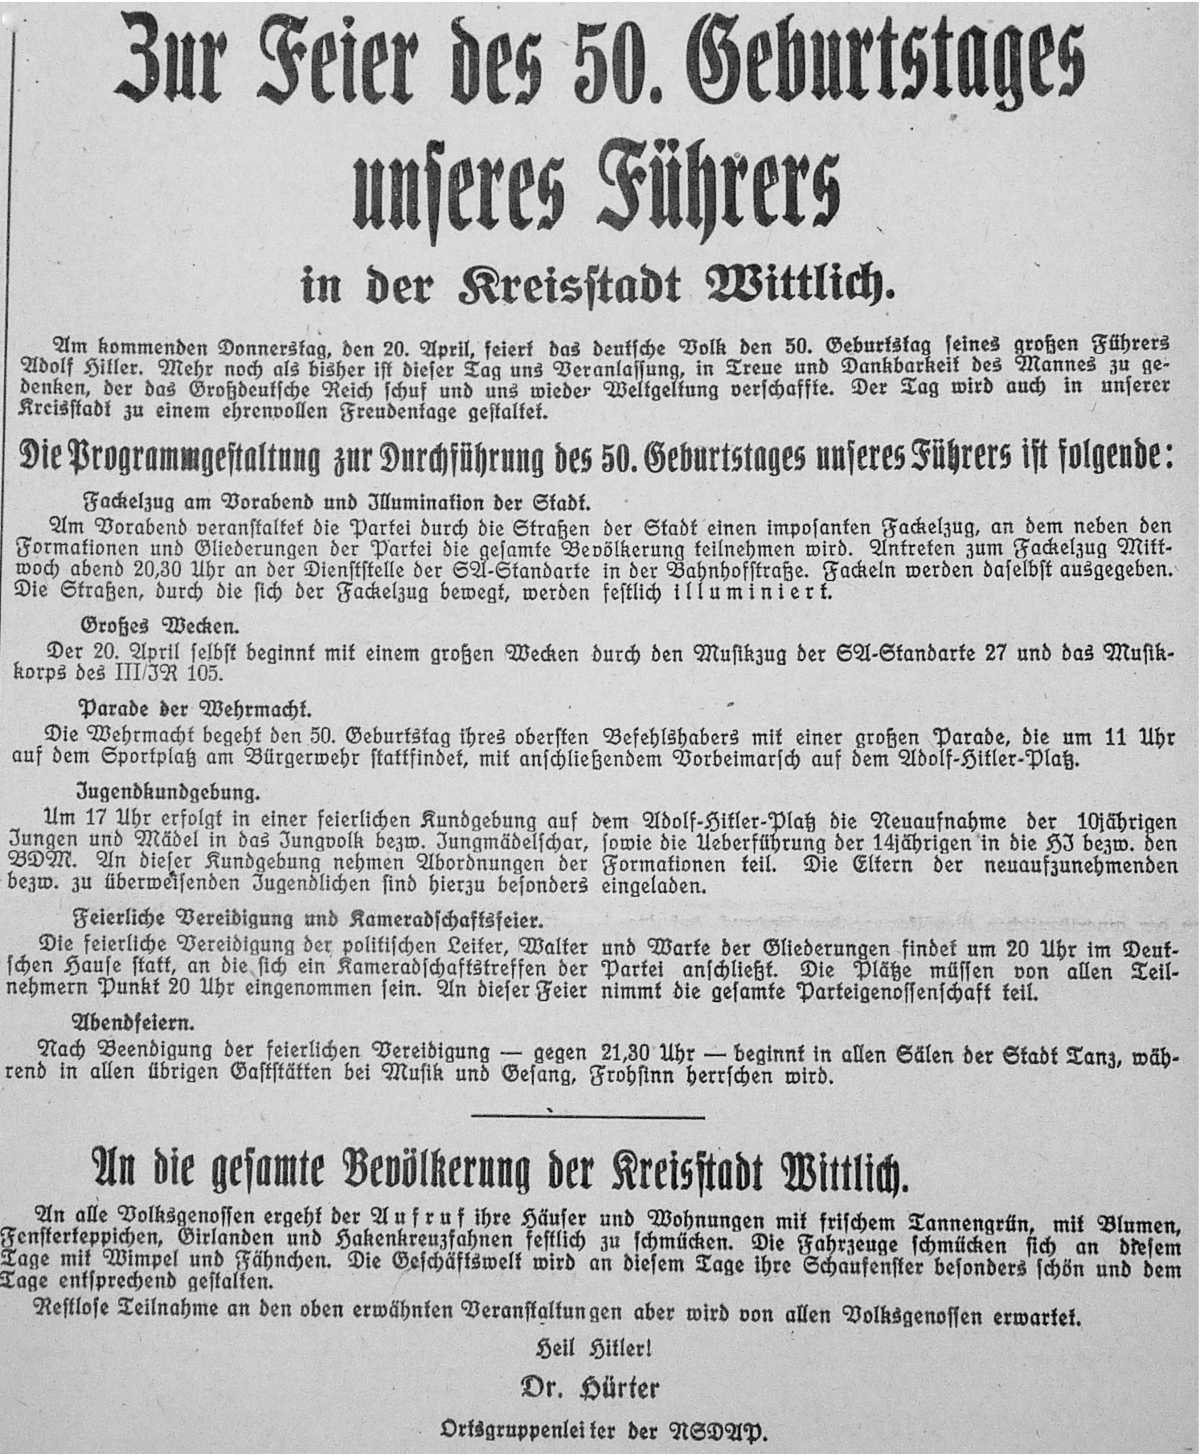 Zur Feier des 50. Geburtstages
unseres Führers
in der Kreisstadt Wittlich.
Am kommenden Donnerstag, den 20. April, feiert das deutsche Volk den 50. Geburtstag seines großen Führers
Adolf Hitler. Mehr noch als bisher ist dieser Tag uns Veranlassung, in Treue und Dankbarkeit des Mannes zu ge-
denken, der das Großdeutsche Reich schuf und uns wieder Weltgeltung verschaffte. Der Tag wird auch in unserer
Kreisstadt zu einem ehrenvollen Freudentage gestaltet.
Die Programmgestaltung zur Durchführung des 50. Geburtstages unseres Führers ist folgende:
Fackelzug am Vorabend und Illumination der Stadt.
Am Vorabend veranstaltet die Partei durch die Straßen der Stadt einen imposanten Fackelzug, an dem neben den
Formationen und Gliederungen der Partei die gesamte Bevölkerung teilnehmen wird. Antreten zum Fackelzug Mitt-
woch abend 20,30 Uhr an der Dienststelle der SA-Standarte in der Bahnhofstraße. Fackeln werden daselbst ausgegeben.
Die Straßen, durch die sich der Fackelzug bewegt, werden festlich illuminiert.
Großes Wecken.
Der 20. April selbst beginnt mit einem großen Wecken durch den Musikzug der SA-Standarte 27 und das Musik-
korps des III/JR 105.
Parade der Wehrmacht.
Die Wehrmacht begeht den 50. Geburtstag ihres obersten Befehlshabers mit einer großen Parade, die um 11 Uhr
auf dem Sportplatz am Bürgerwehr stattfindet, mit anschließendem Vorbeimarsch auf dem Adolf-Hitler-Platz.
Jugendkundgebung.
Um 17 Uhr erfolgt in einer feierlichen Kundgebung auf dem Adolf-Hitler-Platz die Neuaufnahme der 10jährigen
Jungen und Mädel in das Jungvolk bezw. Jungmädelschar, sowie die Ueberführung der 14jährigen in die HJ bezw. den
BDM. An dieser Kundgebung nehmen Abordnungen der Formationen teil. Die Eltern der neuaufzunehmenden
bezw. zu überweisenden Jugendlichen sind hierzu besonders eingeladen.
Feierliche Vereidigung und Kameradschaftsfeier.
Die feierliche Vereidigung der politischen Leiter, Walter und Warte der Gliederungen findet um 20 Uhr im Deut-
schen Hause statt, an die sich ein Kameradschaftstreffen der Partei anschließt. Die Plätze müssen von allen Teil-
nehmern Punkt 20 Uhr eingenommen sein. An dieser Feier nimmt die gesamte Parteigenossenschaft teil.
Abendfeiern.
Nach Beendigung der feierlichen Vereidigung — gegen 21,30 Uhr — beginnt in allen Sälen der Stadt Tanz, wäh-
rend in allen übrigen Gaststätten bei Musik und Gesang, Frohsinn herrschen wird.
An die gesamte Bevölkerung der Kreisstadt Wittlich.
An alle Volksgenossen ergeht der Aufruf ihre Häuser und Wohnungen mit frischem Tannengrün, mit Blumen,
Fensterteppichen, Girlanden und Hakenkreuzfahnen festlich zu schmücken. Die Fahrzeuge schmücken sich an diesem
Tage mit Wimpel und Fähnchen. Die Geschäftswelt wird an diesem Tage ihre Schaufenster besonders schön und dem
Tage entsprechend gestalten.
Restlose Teilnahme an den oben erwähnten Veranstaltungen aber wird von allen Volksgenossen erwartet.
Heil Hitler!
Dr. Hürter
Ortsgruppenleiter der NSDAP.